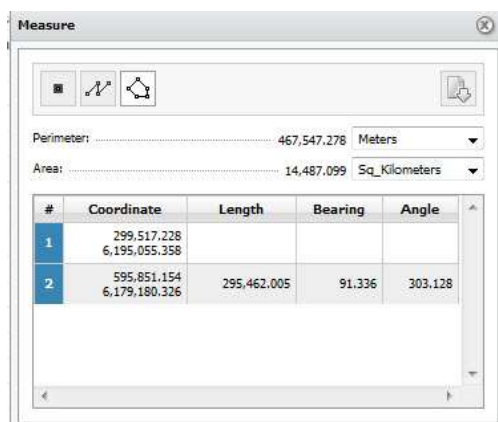 Measure
Perimeter: 467,547.278 Meters
Area: 14,487.099 Sq_Kilometers
# Coordinate Length Bearing Angle
1 299,517.228
6,195,055.358
2 595,851.154 295,462.005 91.336 303.128
6,179,180.326